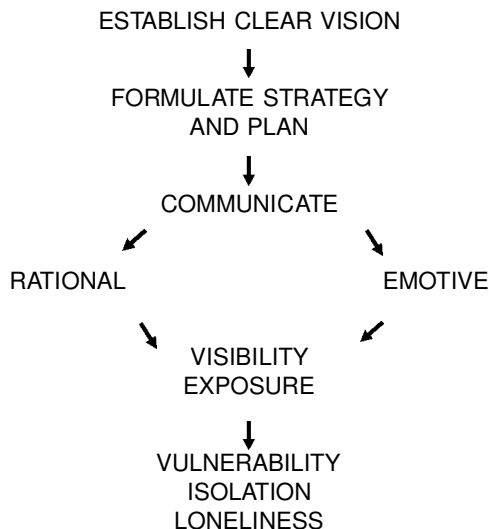 ESTABLISH CLEAR VISION
FORMULATE STRATEGY
AND PLAN
COMMUNICATE
RATIONAL
EMOTIVE
VISIBILITY
EXPOSURE
VULNERABILITY
ISOLATION
LONELINESS